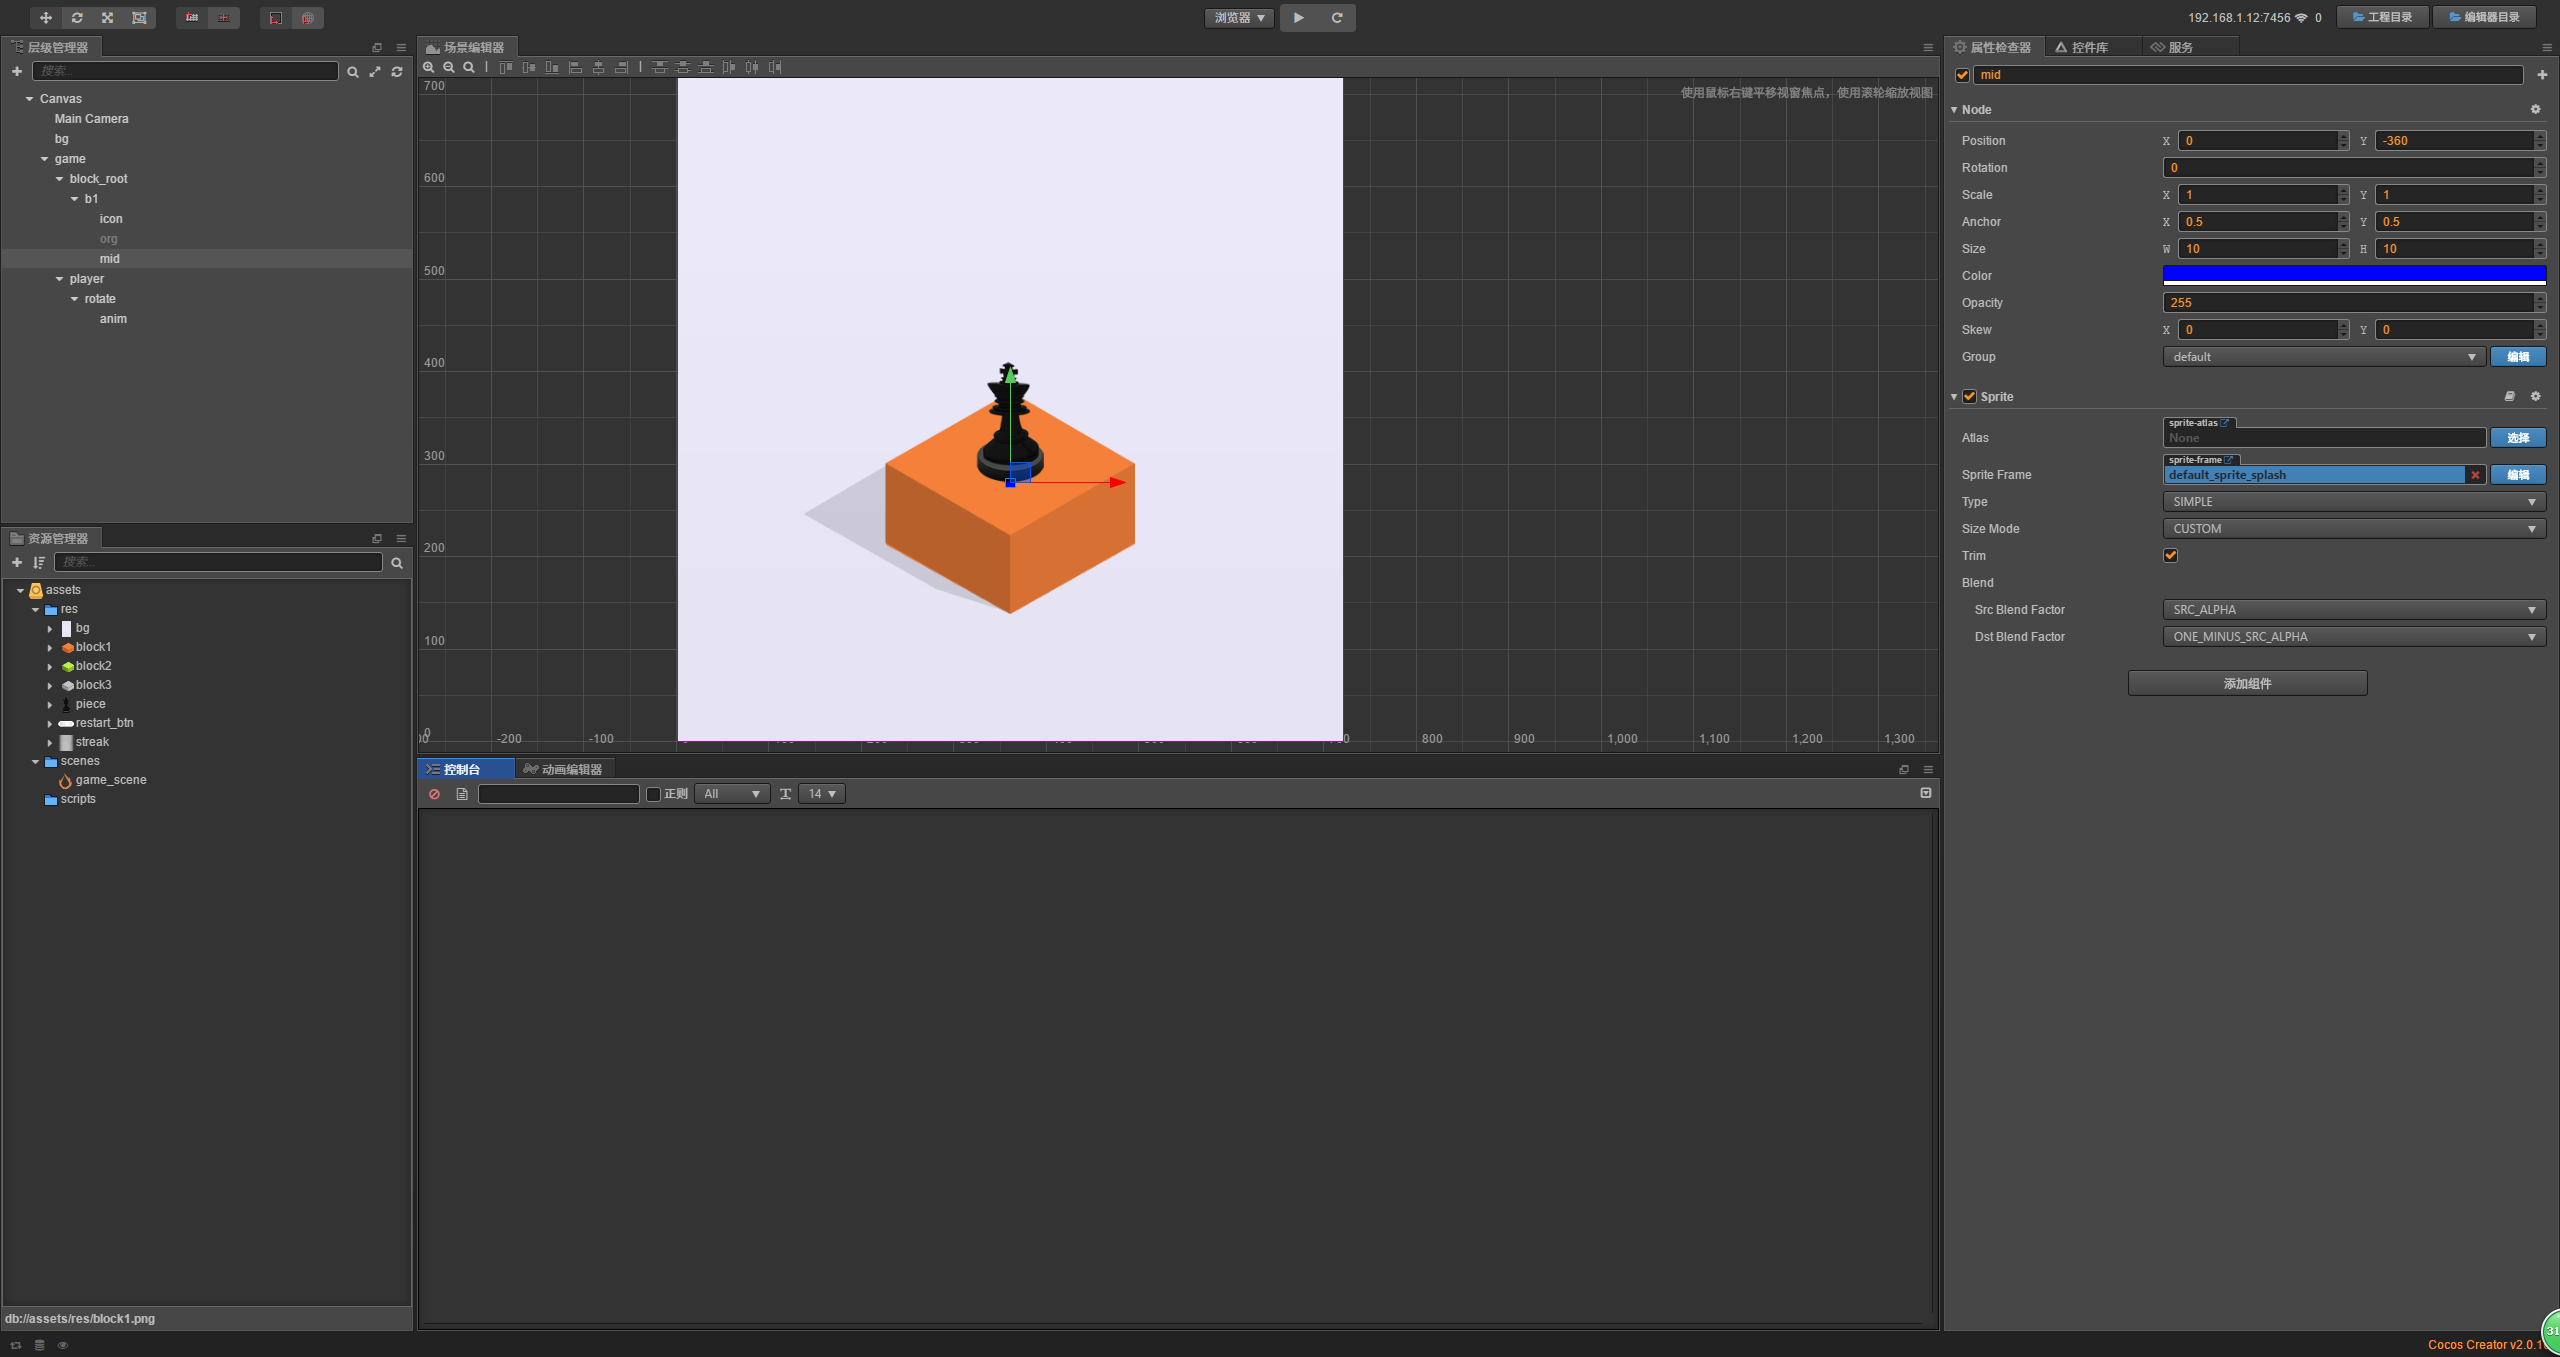 浏览器
192.168.1.12:7456 0
工程目录
编辑器目录
层级管理器
搜索...
Canvas
Main Camera
bg
game
block_root
b1
icon
org
mid
player
rotate
anim
资源管理器
搜索...
assets
res
bg
block1
block2
block3
piece
restart_btn
streak
scenes
game_scene
scripts
db://assets/res/block1.png
场景编辑器
使用鼠标右键平移视窗焦点，使用滚轮缩放视图
700
600
500
400
300
200
100
0
-200 -100 800 900 1,000 1,100 1,200 1,300
控制台
动画编辑器
正则 All 14
属性检查器
控件库
服务
mid
Node
Position X 0 Y -360
Rotation 0
Scale X 1 Y 1
Anchor X 0.5 Y 0.5
Size W 10 H 10
Color
Opacity 255
Skew X 0 Y 0
Group default 编辑
Sprite
sprite-atlas
Atlas None 选择
sprite-frame
Sprite Frame default_sprite_splash 编辑
Type SIMPLE
Size Mode CUSTOM
Trim
Blend
Src Blend Factor SRC_ALPHA
Dst Blend Factor ONE_MINUS_SRC_ALPHA
添加组件
Cocos Creator
31